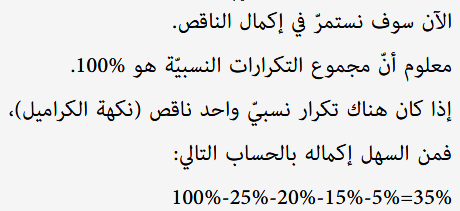 الآن سوف نستمرّ في إكمال الناقص.
معلوم أنّ مجموع التكرارات النسبيّة هو 100%.
إذا كان هناك تكرار نسبيّ واحد ناقص (نكهة الكراميل)،
فمن السهل إكماله بالحساب التالي:
100%-25%-20%-15%-5%=35%